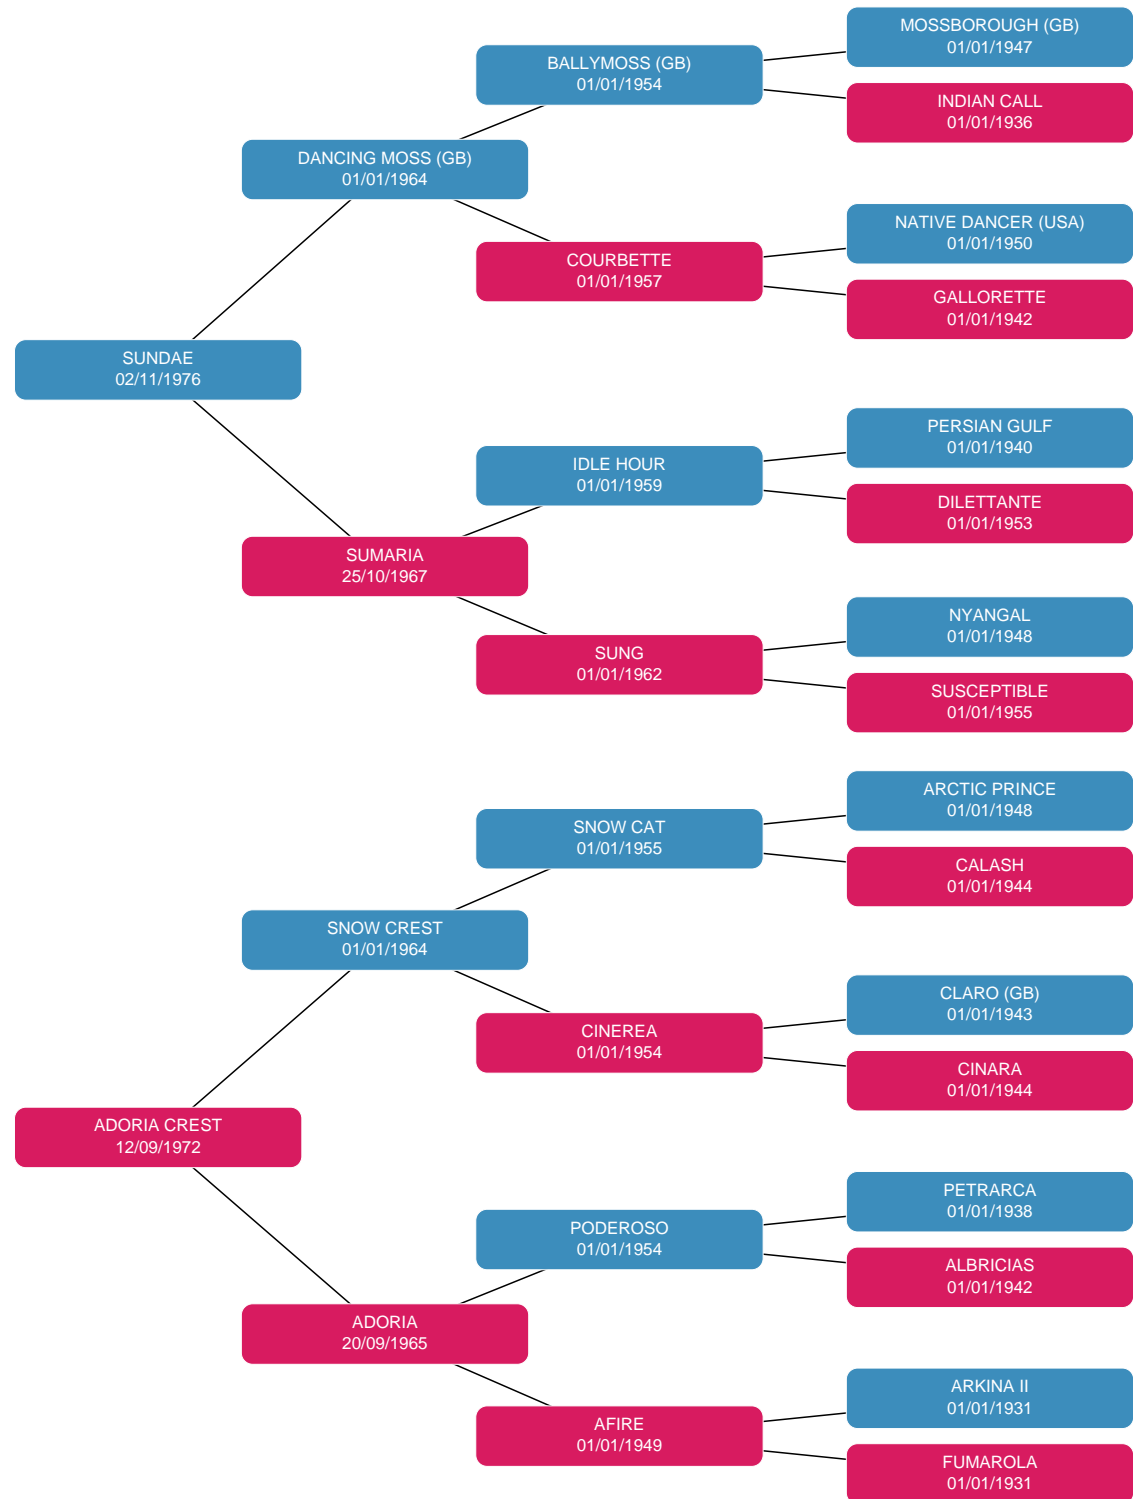 MOSSBOROUGH (GB)
01/01/1947
BALLYMOSS (GB)
01/01/1954
INDIAN CALL
01/01/1936
DANCING MOSS (GB)
01/01/1964
NATIVE DANCER (USA)
01/01/1950
COURBETTE
01/01/1957
GALLORETTE
01/01/1942
SUNDAE
02/11/1976
PERSIAN GULF
01/01/1940
IDLE HOUR
01/01/1959
DILETTANTE
01/01/1953
SUMARIA
25/10/1967
NYANGAL
01/01/1948
SUNG
01/01/1962
SUSCEPTIBLE
01/01/1955
ARCTIC PRINCE
01/01/1948
SNOW CAT
01/01/1955
CALASH
01/01/1944
SNOW CREST
01/01/1964
CLARO (GB)
01/01/1943
CINEREA
01/01/1954
CINARA
01/01/1944
ADORIA CREST
12/09/1972
PETRARCA
01/01/1938
PODEROSO
01/01/1954
ALBRICIAS
01/01/1942
ADORIA
20/09/1965
ARKINA II
01/01/1931
AFIRE
01/01/1949
FUMAROLA
01/01/1931